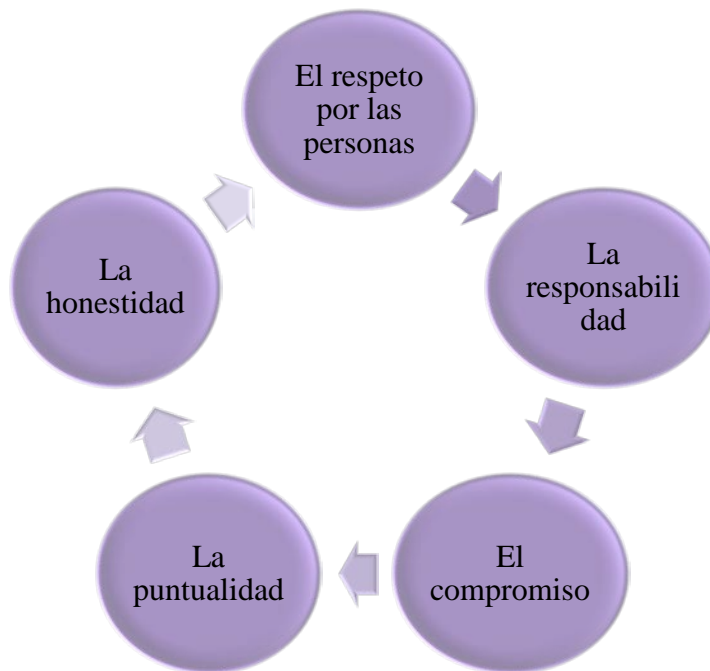 El respeto
por las
personas
La
responsabili
dad
El
compromiso
La
puntualidad
La
honestidad